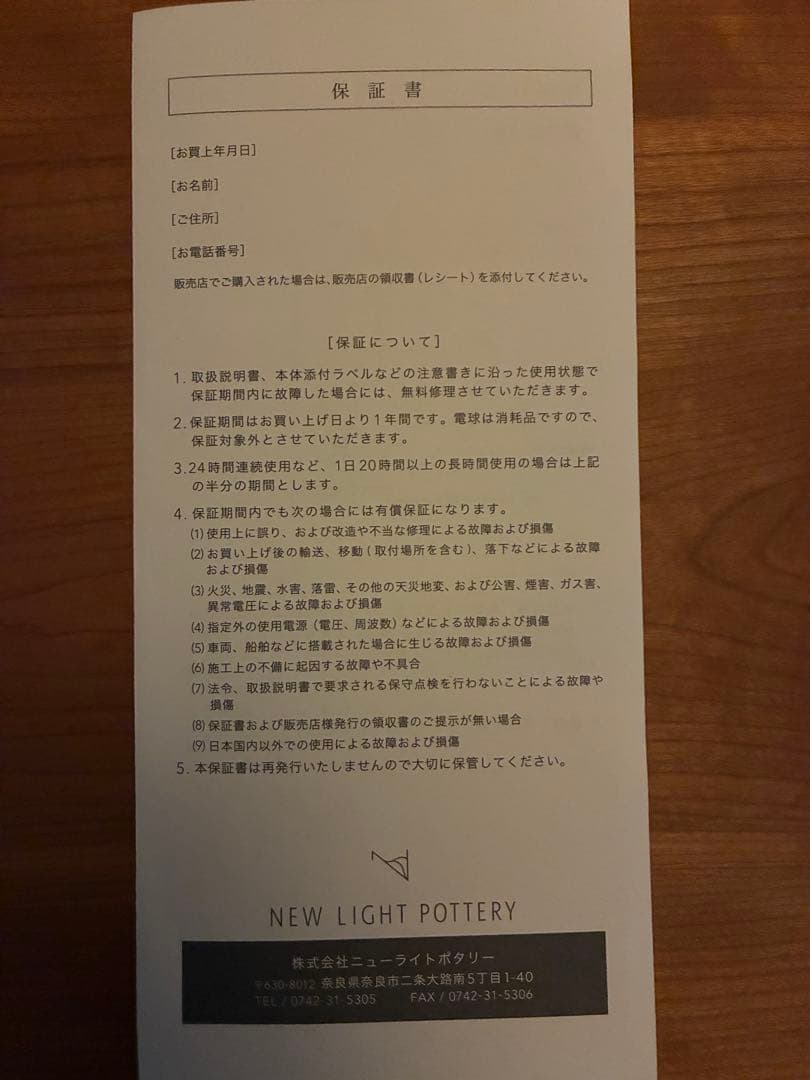 保証書
[お買上年月日]
[お名前]
[ご住所]
[お電話番号]
販売店でご購入された場合は、販売店の領収書（レシート）を添付してください。
[保証について]
1. 取扱説明書、本体添付ラベルなどの注意書きに沿った使用状態で
保証期間内に故障した場合には、無料修理させていただきます。
2. 保証期間はお買い上げ日より1年間です。電球は消耗品ですので、
保証対象外とさせていただきます。
3. 24時間連続使用など、1日20時間以上の長時間使用の場合は上記
の半分の期間とします。
4. 保証期間内でも次の場合には有償保証になります。
(1) 使用上に誤り、および改造や不当な修理による故障および損傷
(2) お買い上げ後の輸送、移動(取付場所を含む)、落下などによる故障
および損傷
(3) 火災、地震、水害、落雷、その他の天災地変、および公害、煙害、ガス害、
異常電圧による故障および損傷
(4) 指定外の使用電源（電圧、周波数）などによる故障および損傷
(5) 車両、船舶などに搭載された場合に生じる故障および損傷
(6) 施工上の不備に起因する故障や不具合
(7) 法令、取扱説明書で要求される保守点検を行わないことによる故障や
損傷
(8) 保証書および販売店様発行の領収書のご提示が無い場合
(9) 日本国内以外での使用による故障および損傷
5. 本保証書は再発行いたしませんので大切に保管してください。
NEW LIGHT POTTERY
株式会社ニューライトポタリー
〒630-8012 奈良県奈良市二条大路南5丁目1-40
TEL / 0742-31-5305 FAX / 0742-31-5306